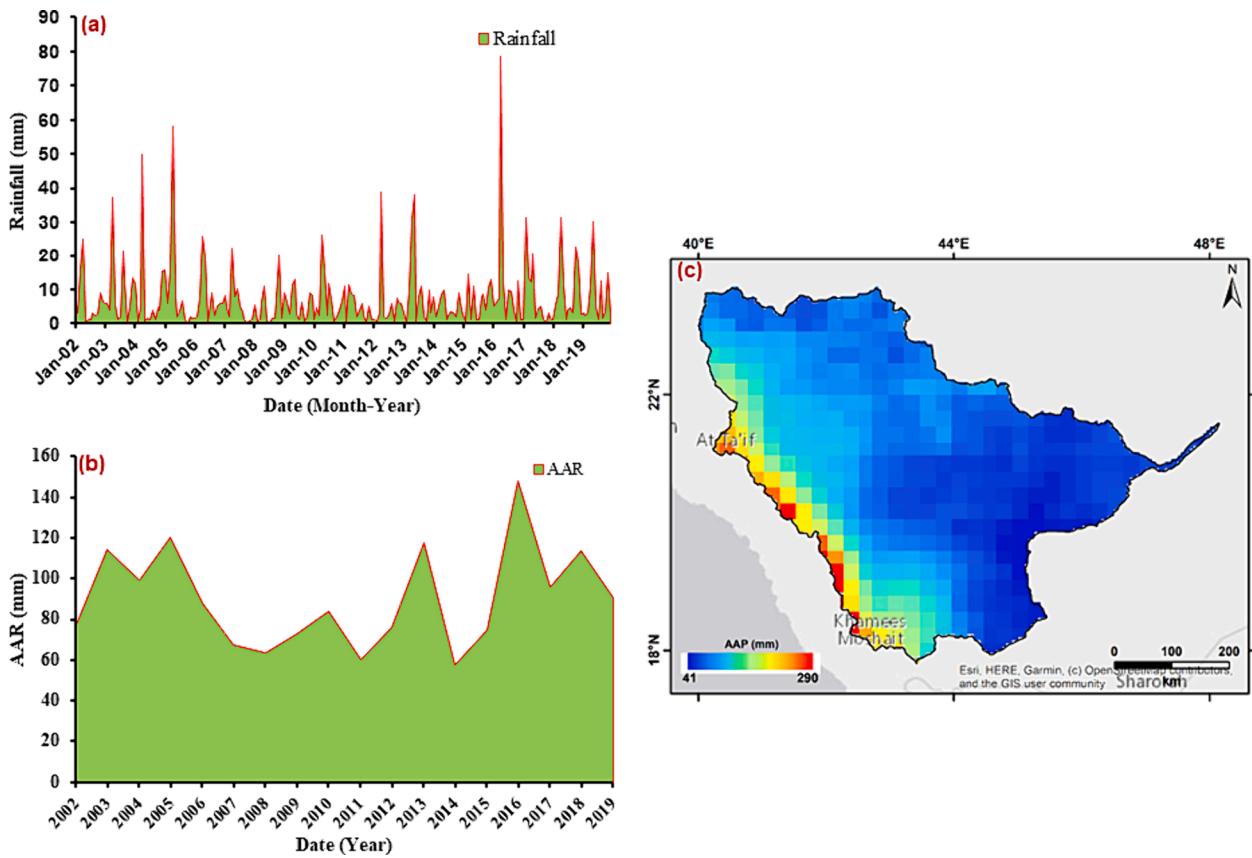 (a)
Rainfall
90
80
70
60
50
40
30
20
10
0
Rainfall (mm)
Jan-02
Jan-03
Jan-04
Jan-05
Jan-06
Jan-07
Jan-08
Jan-09
Jan-10
Jan-11
Jan-12
Jan-13
Jan-14
Jan-15
Jan-16
Jan-17
Jan-18
Jan-19
Date (Month-Year)
(b)
AAR
160
140
120
100
80
60
40
20
0
AAR (mm)
2002
2003
2004
2005
2006
2007
2008
2009
2010
2011
2012
2013
2014
2015
2016
2017
2018
2019
Date (Year)
40°E 44°E 48°E
(c)
N
22°N
At Ta'if
Khamees
18°N
AAP (mm)
41 290
0 100 200
km
Esri, HERE, Garmin, (c) OpenStreetMap contributors,
and the GIS user community